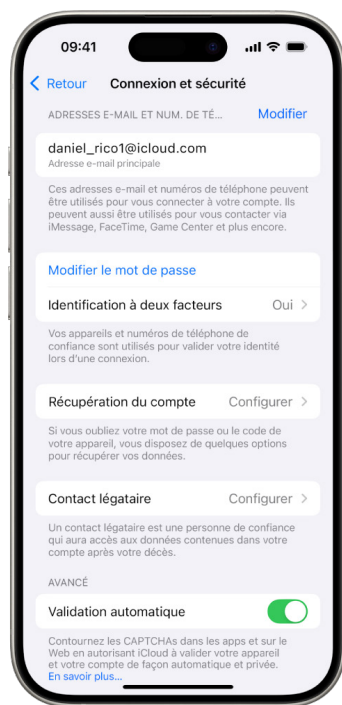 09:41
Retour
Connexion et sécurité
ADRESSES E-MAIL ET NUM. DE TÉ...
Modifier
daniel_rico1@icloud.com
Adresse e-mail principale
Ces adresses e-mail et numéros de téléphone peuvent
être utilisés pour vous connecter à votre compte. Ils
peuvent aussi être utilisés pour vous contacter via
iMessage, FaceTime, Game Center et plus encore.
Modifier le mot de passe
Identification à deux facteurs
Oui
Vos appareils et numéros de téléphone de
confiance sont utilisés pour valider votre identité
lors d'une connexion.
Récupération du compte
Configurer
Si vous oubliez votre mot de passe ou le code de
votre appareil, vous disposez de quelques options
pour récupérer vos données.
Contact légataire
Configurer
Un contact légataire est une personne de confiance
qui aura accès aux données contenues dans votre
compte après votre décès.
AVANCÉ
Validation automatique
Contournez les CAPTCHAs dans les apps et sur le
Web en autorisant iCloud à valider votre appareil
et votre compte de façon automatique et privée.
En savoir plus...